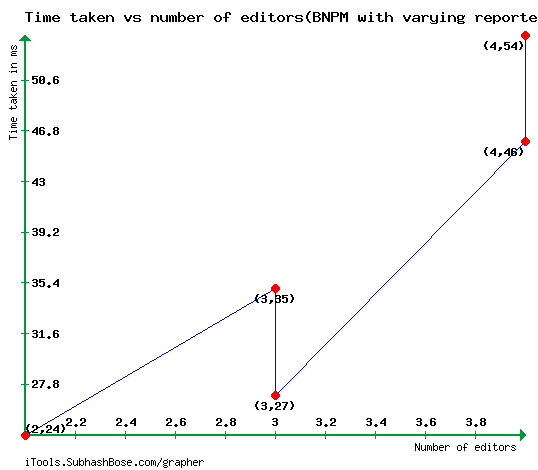 Time taken vs number of editors(BNPM with varying reporte
Time taken in ms
(4,54)
50.6
46.8
(4,46)
43
39.2
35.4
(3,35)
31.6
27.8
(3,27)
(2,24)
2.2 2.4 2.6 2.8 3 3.2 3.4 3.6 3.8
Number of editors
iTools.SubhashBose.com/grapher